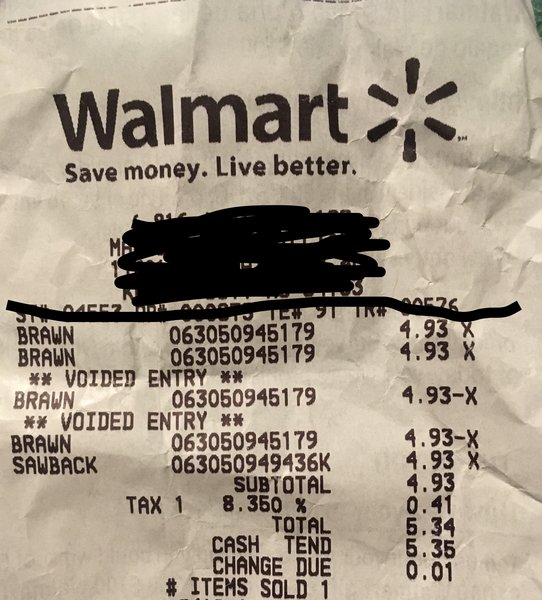 Walmart
Save money. Live better.
BRAWN 063050945179 4.93 X
BRAWN 063050945179 4.93 X
** VOIDED ENTRY **
BRAWN 063050945179 4.93-X
** VOIDED ENTRY **
BRAWN 063050945179 4.93-X
SAWBACK 063050949436K 4.93 X
SUBTOTAL 4.93
TAX 1 8.350 % 0.41
TOTAL 5.34
CASH TEND 5.35
CHANGE DUE 0.01
# ITEMS SOLD 1